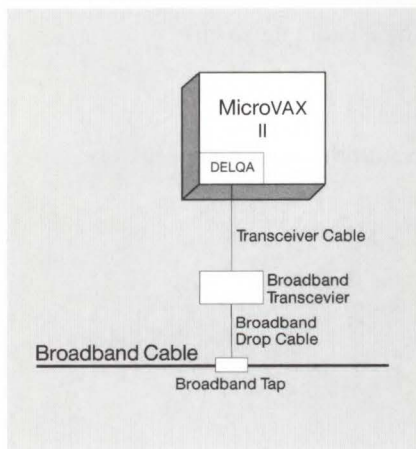 MicroVAX
II
DELQA
Transceiver Cable
Broadband
Transcevier
Broadband
Drop Cable
Broadband Cable
Broadband Tap